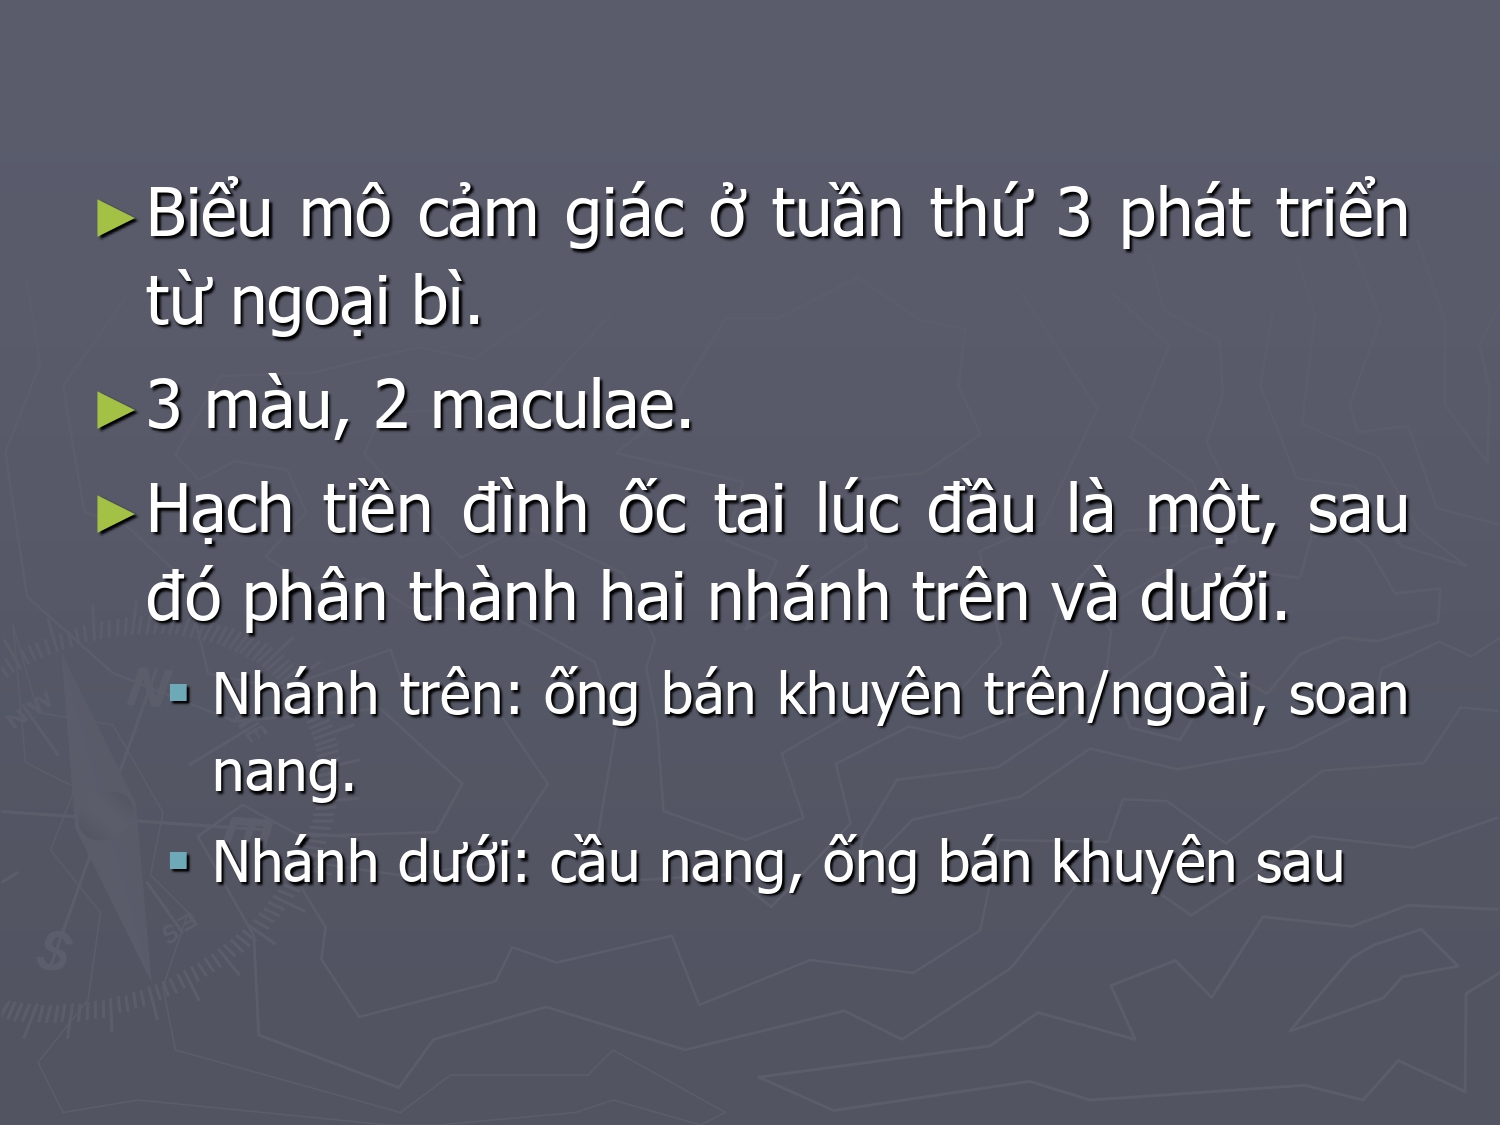 ►Biểu mô cảm giác ở tuần thứ 3 phát triển
từ ngoại bì.
►3 màu, 2 maculae.
►Hạch tiền đình ốc tai lúc đầu là một, sau
đó phân thành hai nhánh trên và dưới.
▪ Nhánh trên: ống bán khuyên trên/ngoài, soan
nang.
▪ Nhánh dưới: cầu nang, ống bán khuyên sau
N
NW
E
E
SE
S